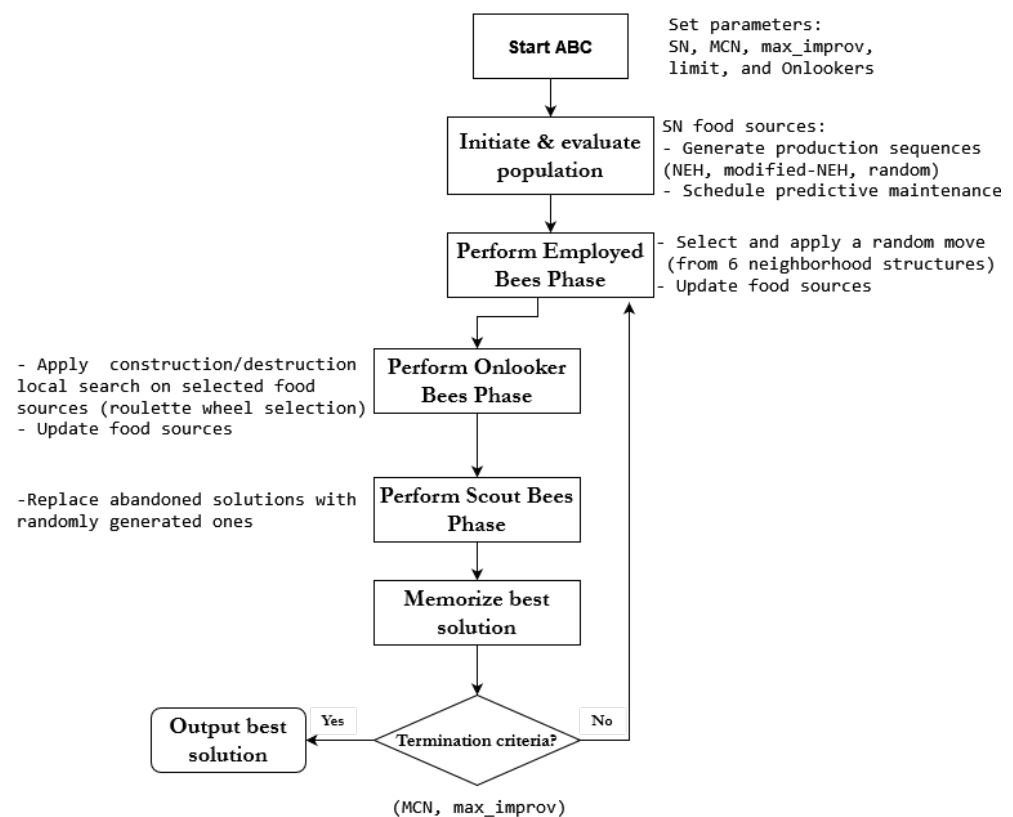 Start ABC
Set parameters:
SN, MCN, max_improv,
limit, and Onlookers
Initiate & evaluate
population
SN food sources:
- Generate production sequences
(NEH, modified-NEH, random)
- Schedule predictive maintenance
Perform Employed
Bees Phase
- Select and apply a random move
(from 6 neighborhood structures)
- Update food sources
- Apply construction/destruction
local search on selected food
sources (roulette wheel selection)
- Update food sources
Perform Onlooker
Bees Phase
-Replace abandoned solutions with
randomly generated ones
Perform Scout Bees
Phase
Memorize best
solution
Output best
solution
Yes
Termination criteria?
No
(MCN, max_improv)